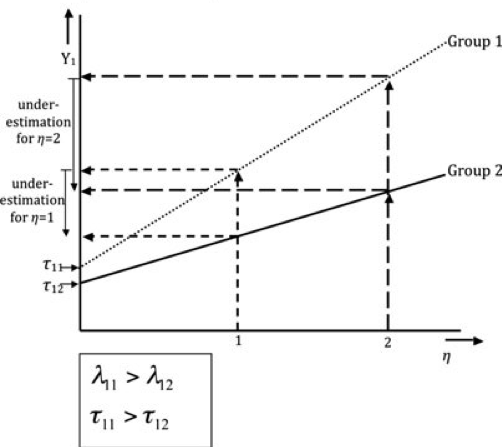 Y₁
Group 1
under-
estimation
for η=2
under-
estimation
for η=1
Group 2
τ₁₁
τ₁₂
1
2
η
λ₁₁ > λ₁₂
τ₁₁ > τ₁₂